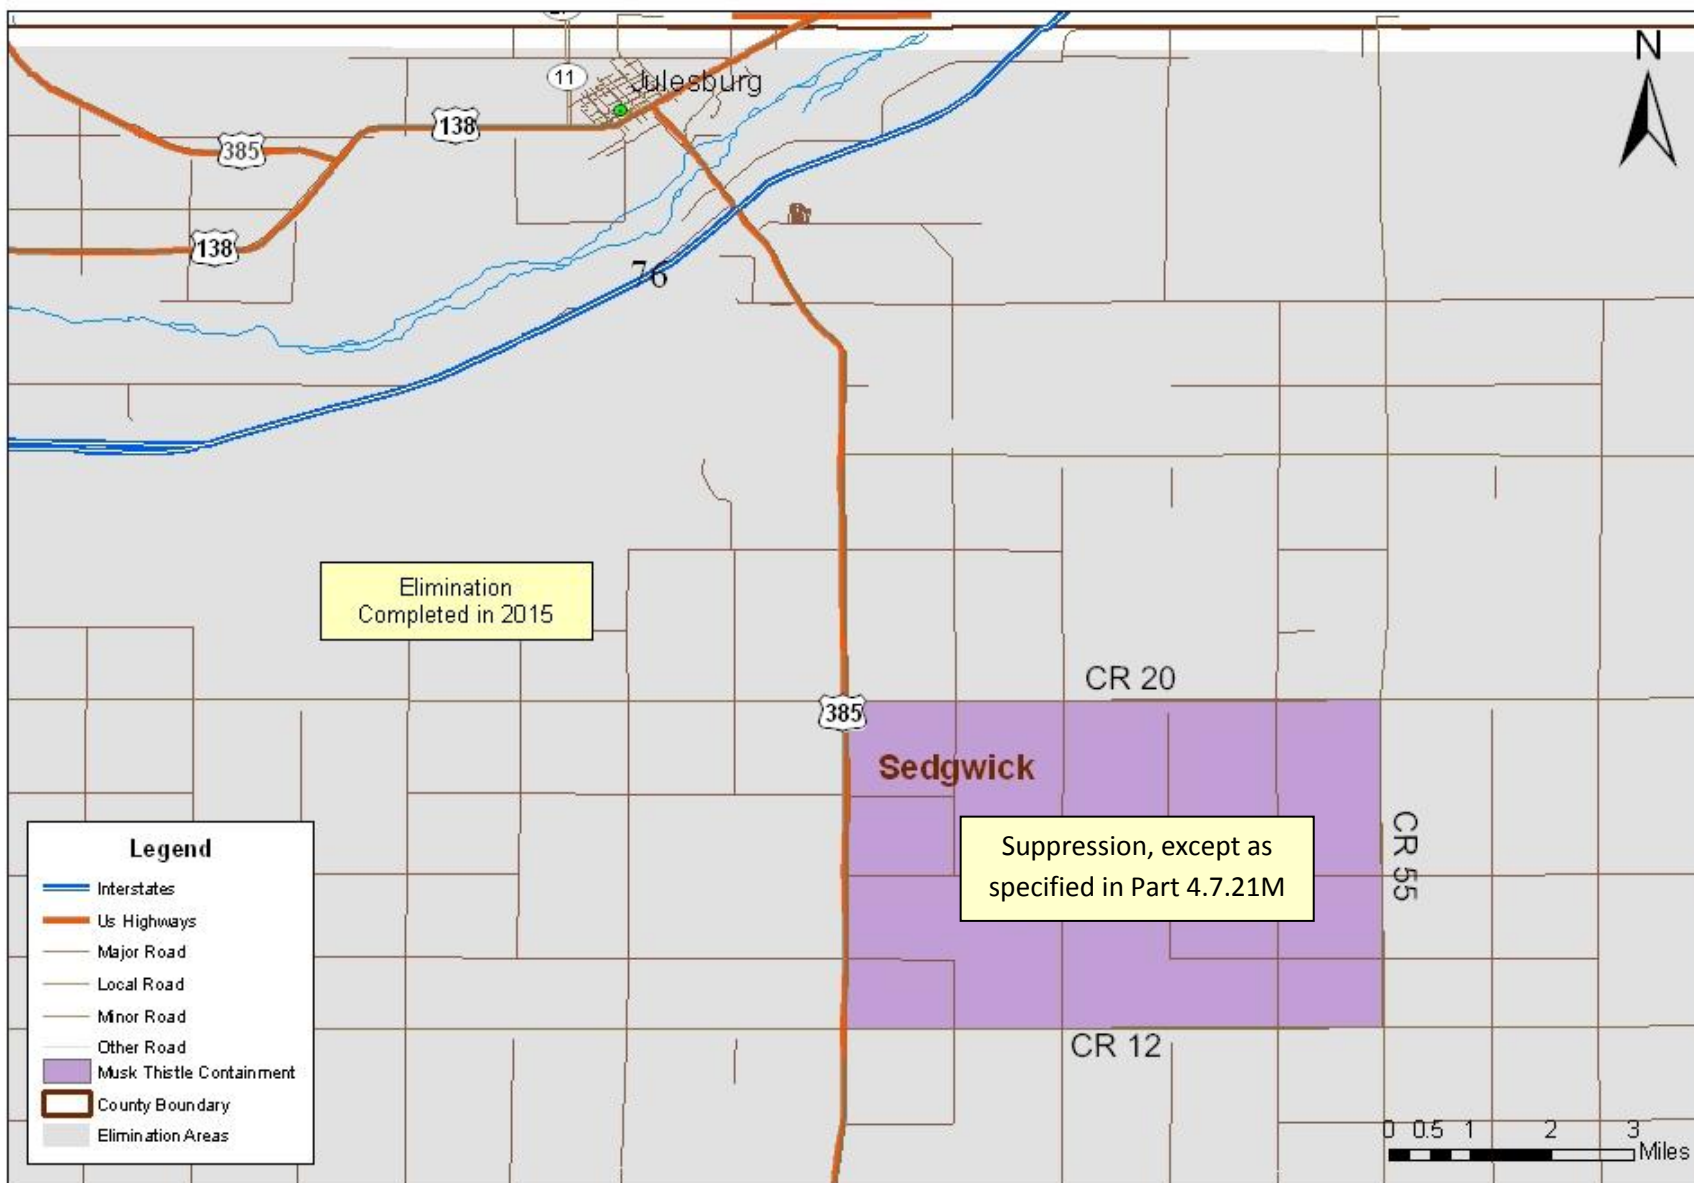 N
11
Julesburg
138
385
138
76
Elimination
Completed in 2015
CR 20
385
Sedgwick
Suppression, except as
specified in Part 4.7.21M
CR 55
CR 12
Legend
Interstates
Us Highways
Major Road
Local Road
Minor Road
Other Road
Musk Thistle Containment
County Boundary
Elimination Areas
0 0.5 1 2 3
Miles